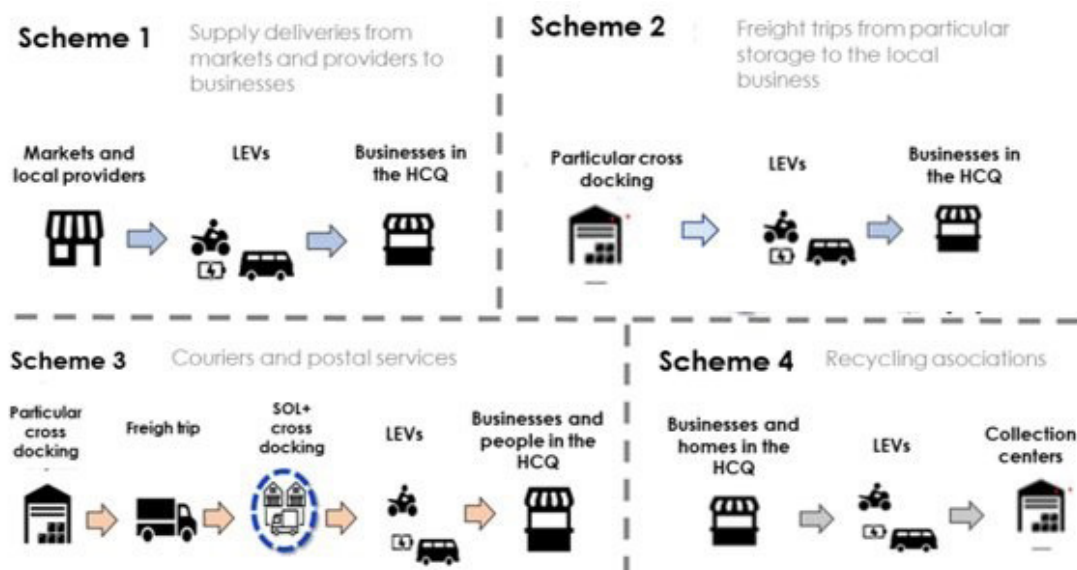 Scheme 1
Supply deliveries from
markets and providers to
businesses
Markets and
local providers
LEVs
Businesses in
the HCQ
Scheme 2
Freight trips from particular
storage to the local
business
Particular cross
docking
LEVs
Businesses in
the HCQ
Scheme 3
Couriers and postal services
Particular
cross
docking
Freigh trip
SOL+
cross
docking
LEVs
Businesses and
people in the
HCQ
Scheme 4
Recycling asociations
Businesses and
homes in the
HCQ
LEVs
Collection
centers